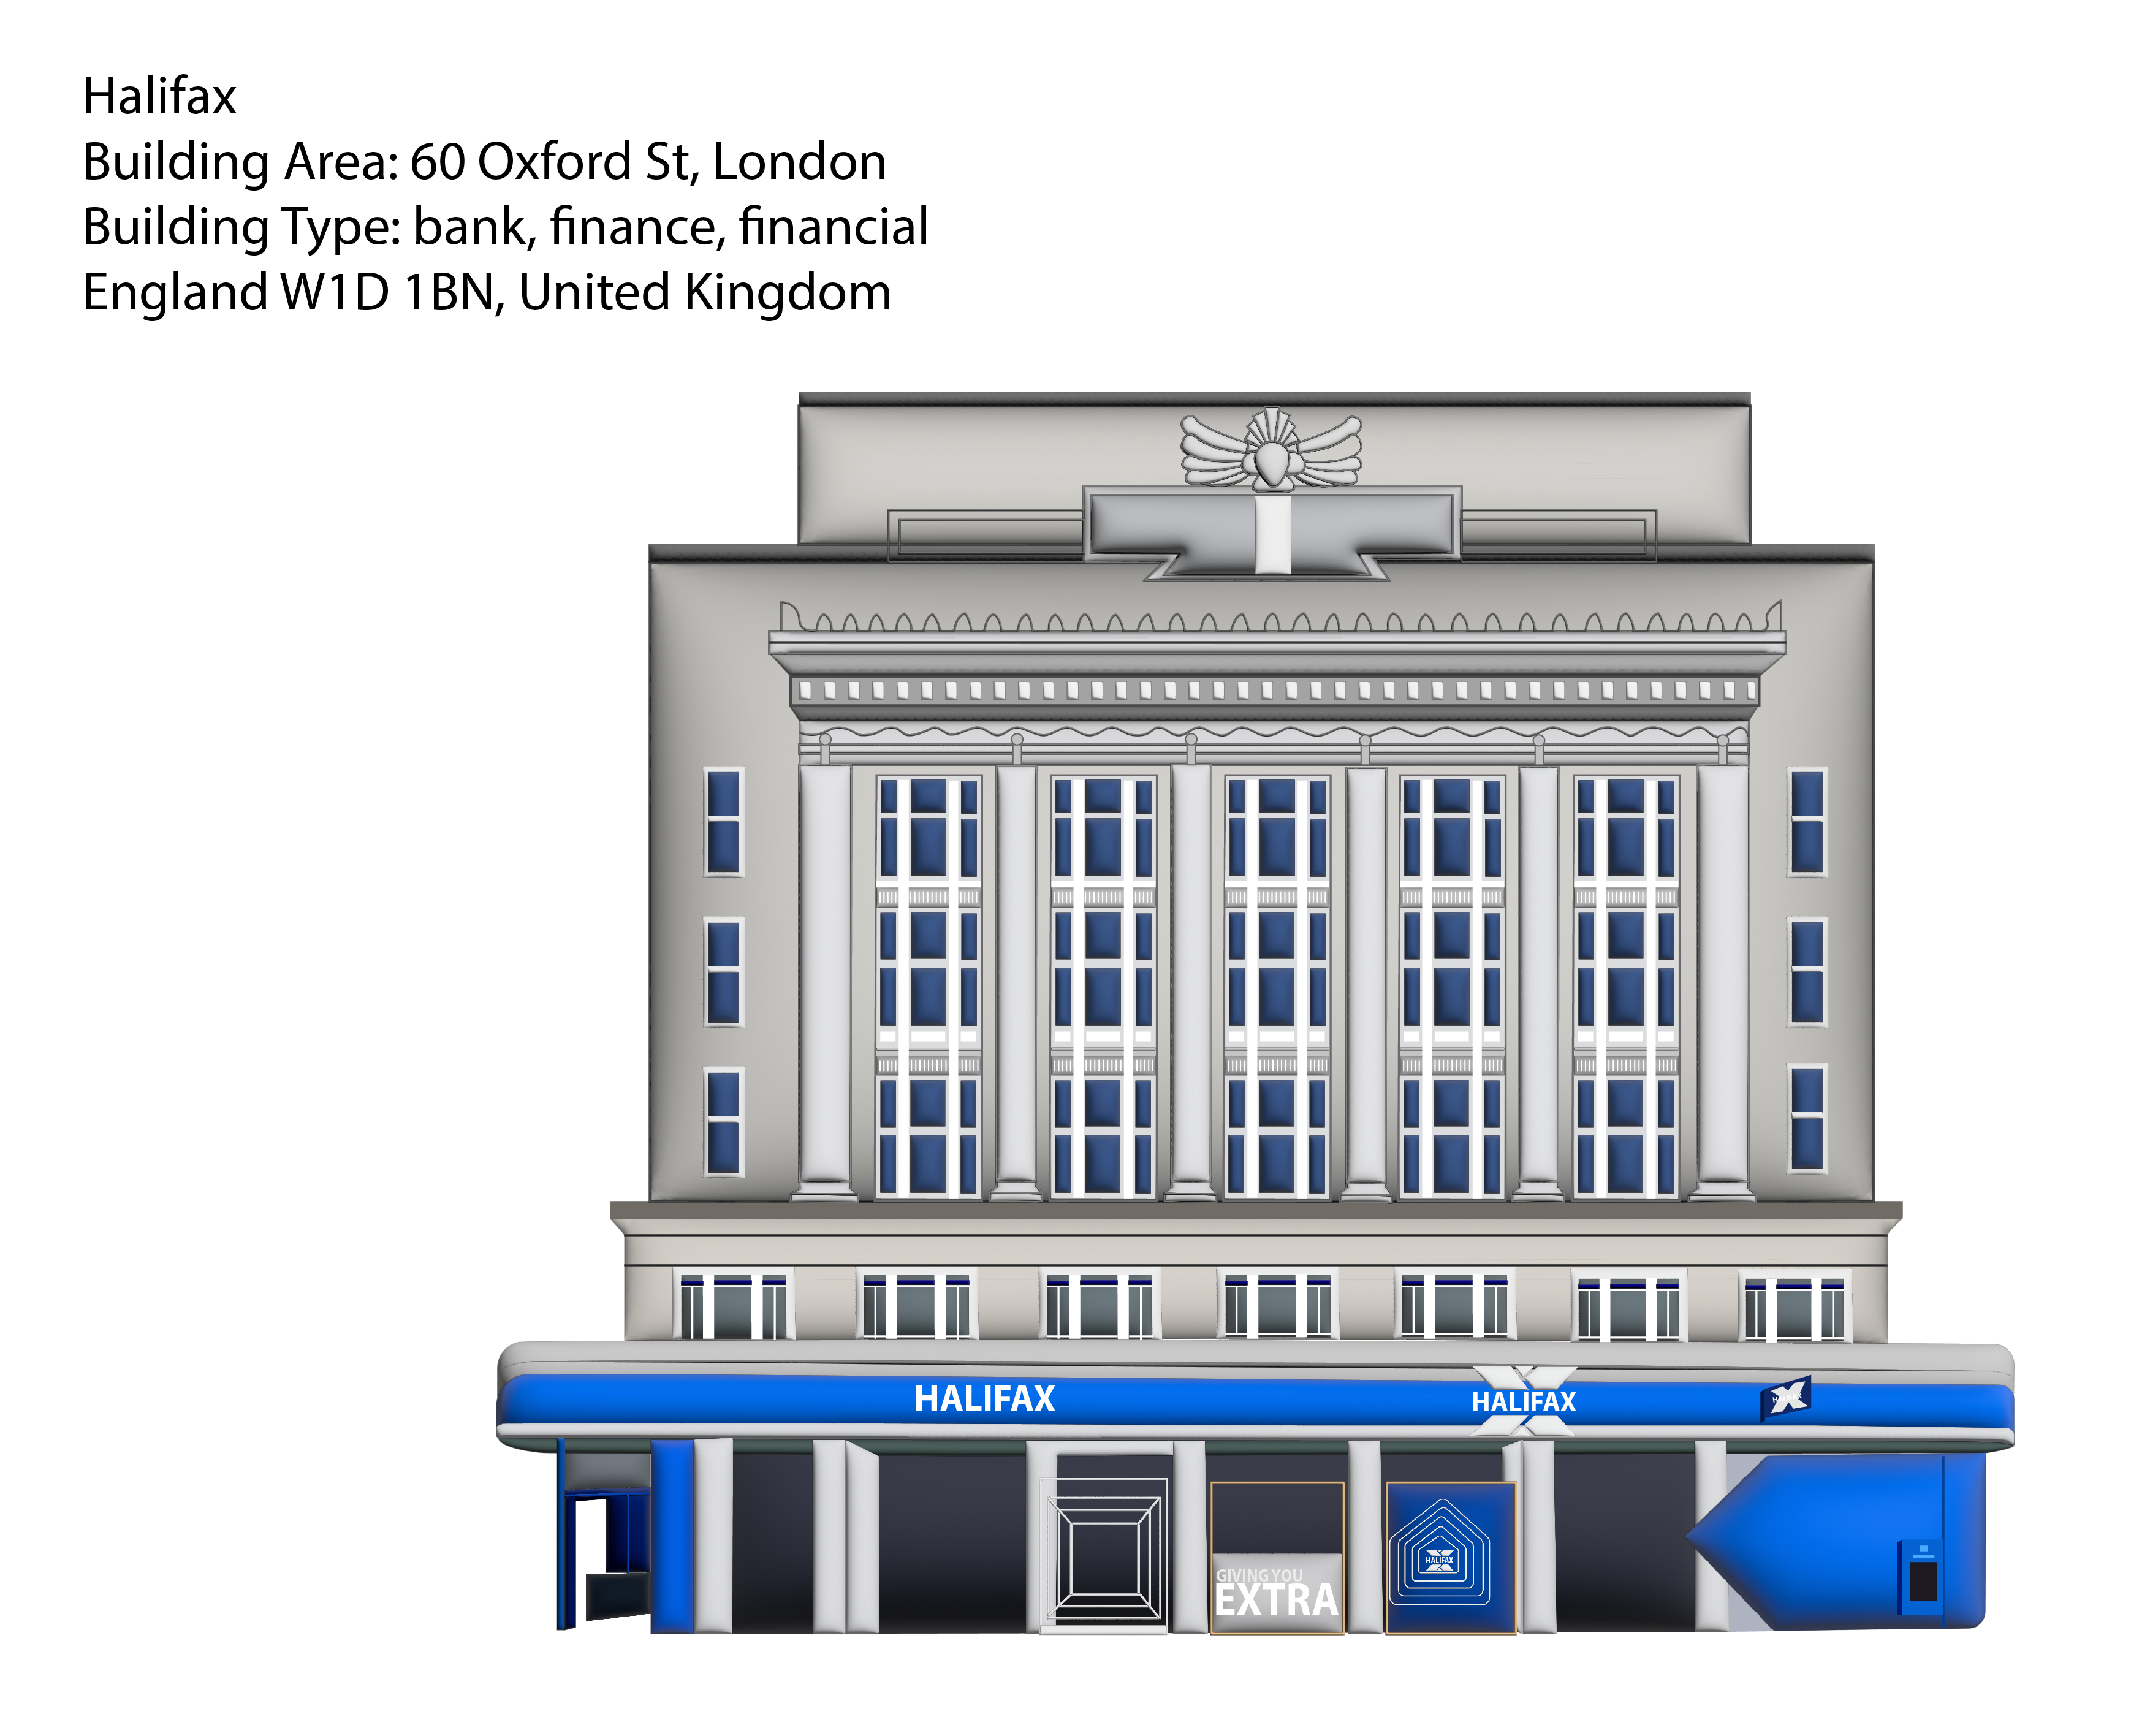 Halifax
Building Area: 60 Oxford St, London
Building Type: bank, finance, financial
England W1D 1BN, United Kingdom
HALIFAX
HALIFAX
HALIFAX
GIVING YOU
EXTRA
HALIFAX